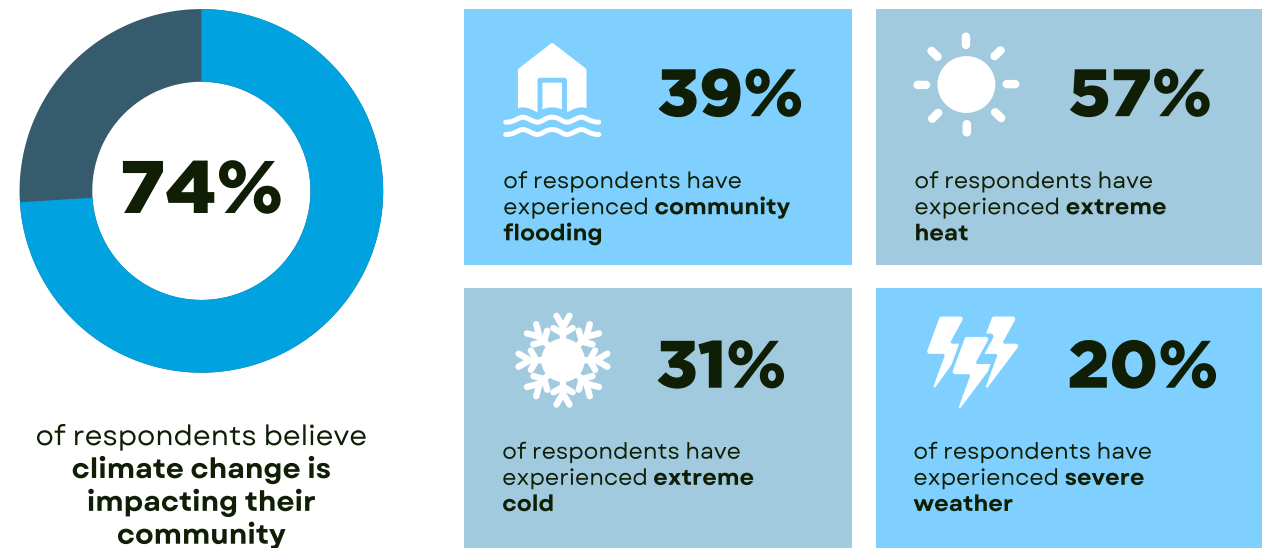 74%
of respondents believe
climate change is
impacting their
community
39%
of respondents have
experienced community
flooding
57%
of respondents have
experienced extreme
heat
31%
of respondents have
experienced extreme
cold
20%
of respondents have
experienced severe
weather